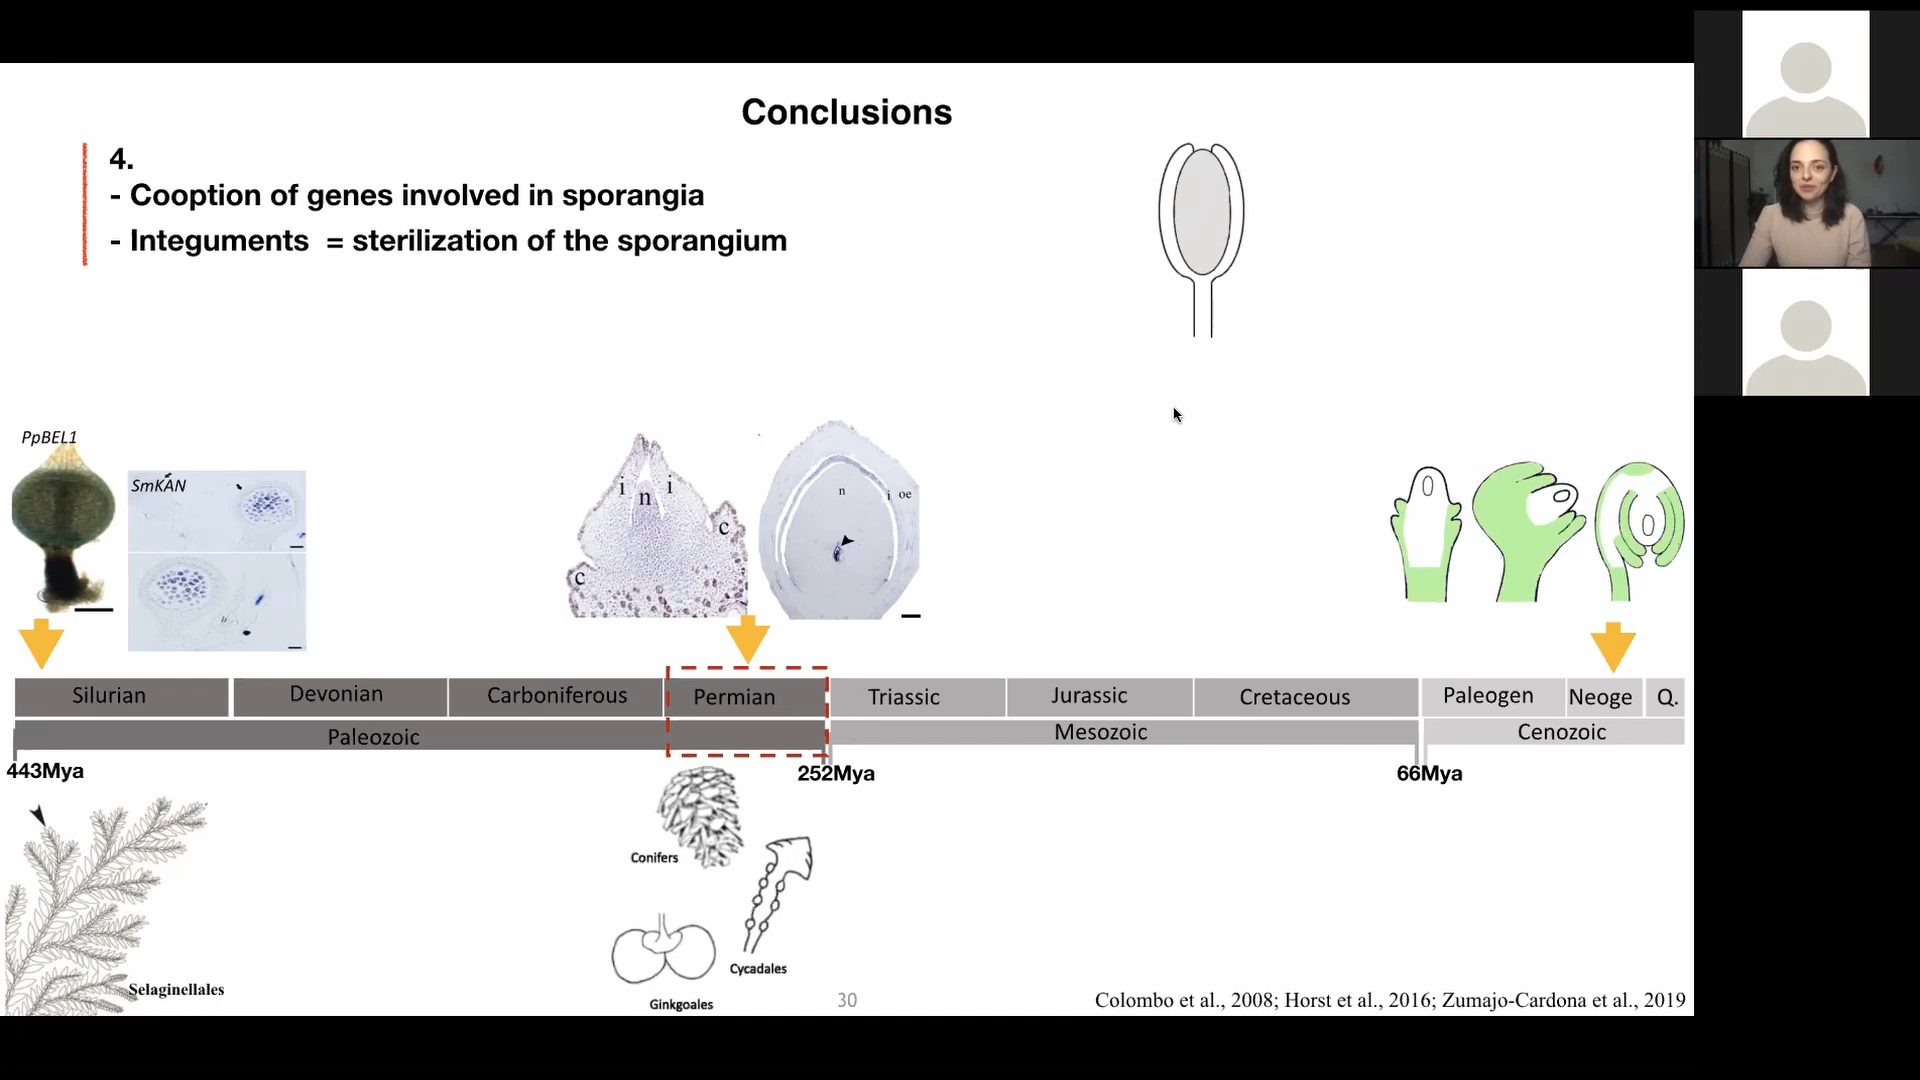 Conclusions
4.
- Cooption of genes involved in sporangia
- Integuments = sterilization of the sporangium
PpBEL1
SmKAN
i
n
i
c
c
n
i
oe
Silurian
Devonian
Carboniferous
Permian
Triassic
Jurassic
Cretaceous
Paleogen
Neoge
Q.
Paleozoic
Mesozoic
Cenozoic
443Mya
252Mya
66Mya
Conifers
Cycadales
Ginkgoales
Selaginellales
30
Colombo et al., 2008; Horst et al., 2016; Zumajo-Cardona et al., 2019